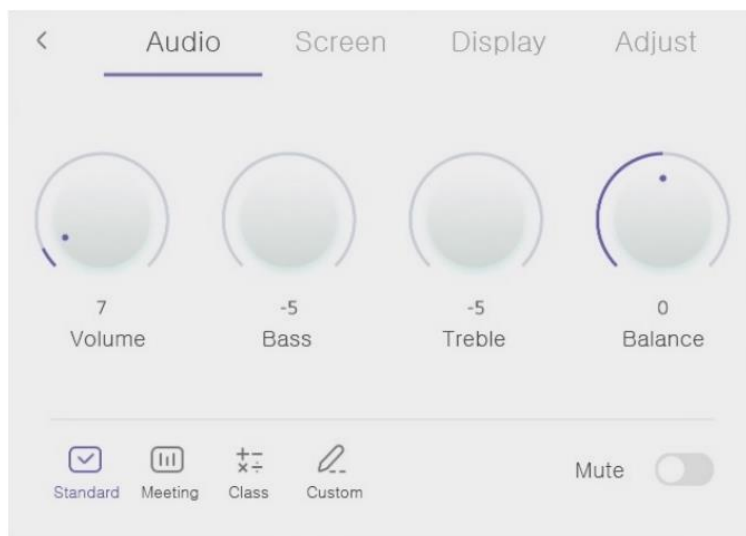 Audio Screen Display Adjust
7 -5 -5 0
Volume Bass Treble Balance
Standard Meeting Class Custom Mute